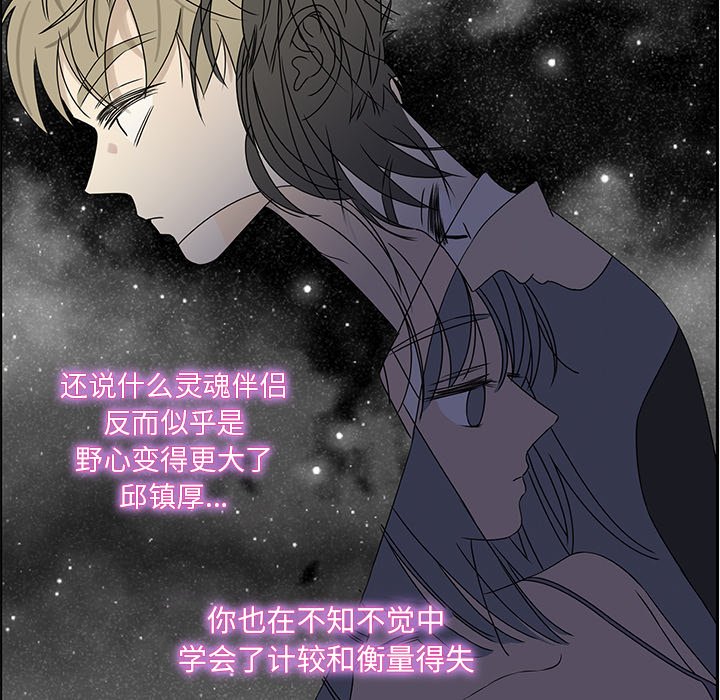 还说什么灵魂伴侣
反而似乎是
野心变得更大了
邱镇厚...
你也在不知不觉中
学会了计较和衡量得失